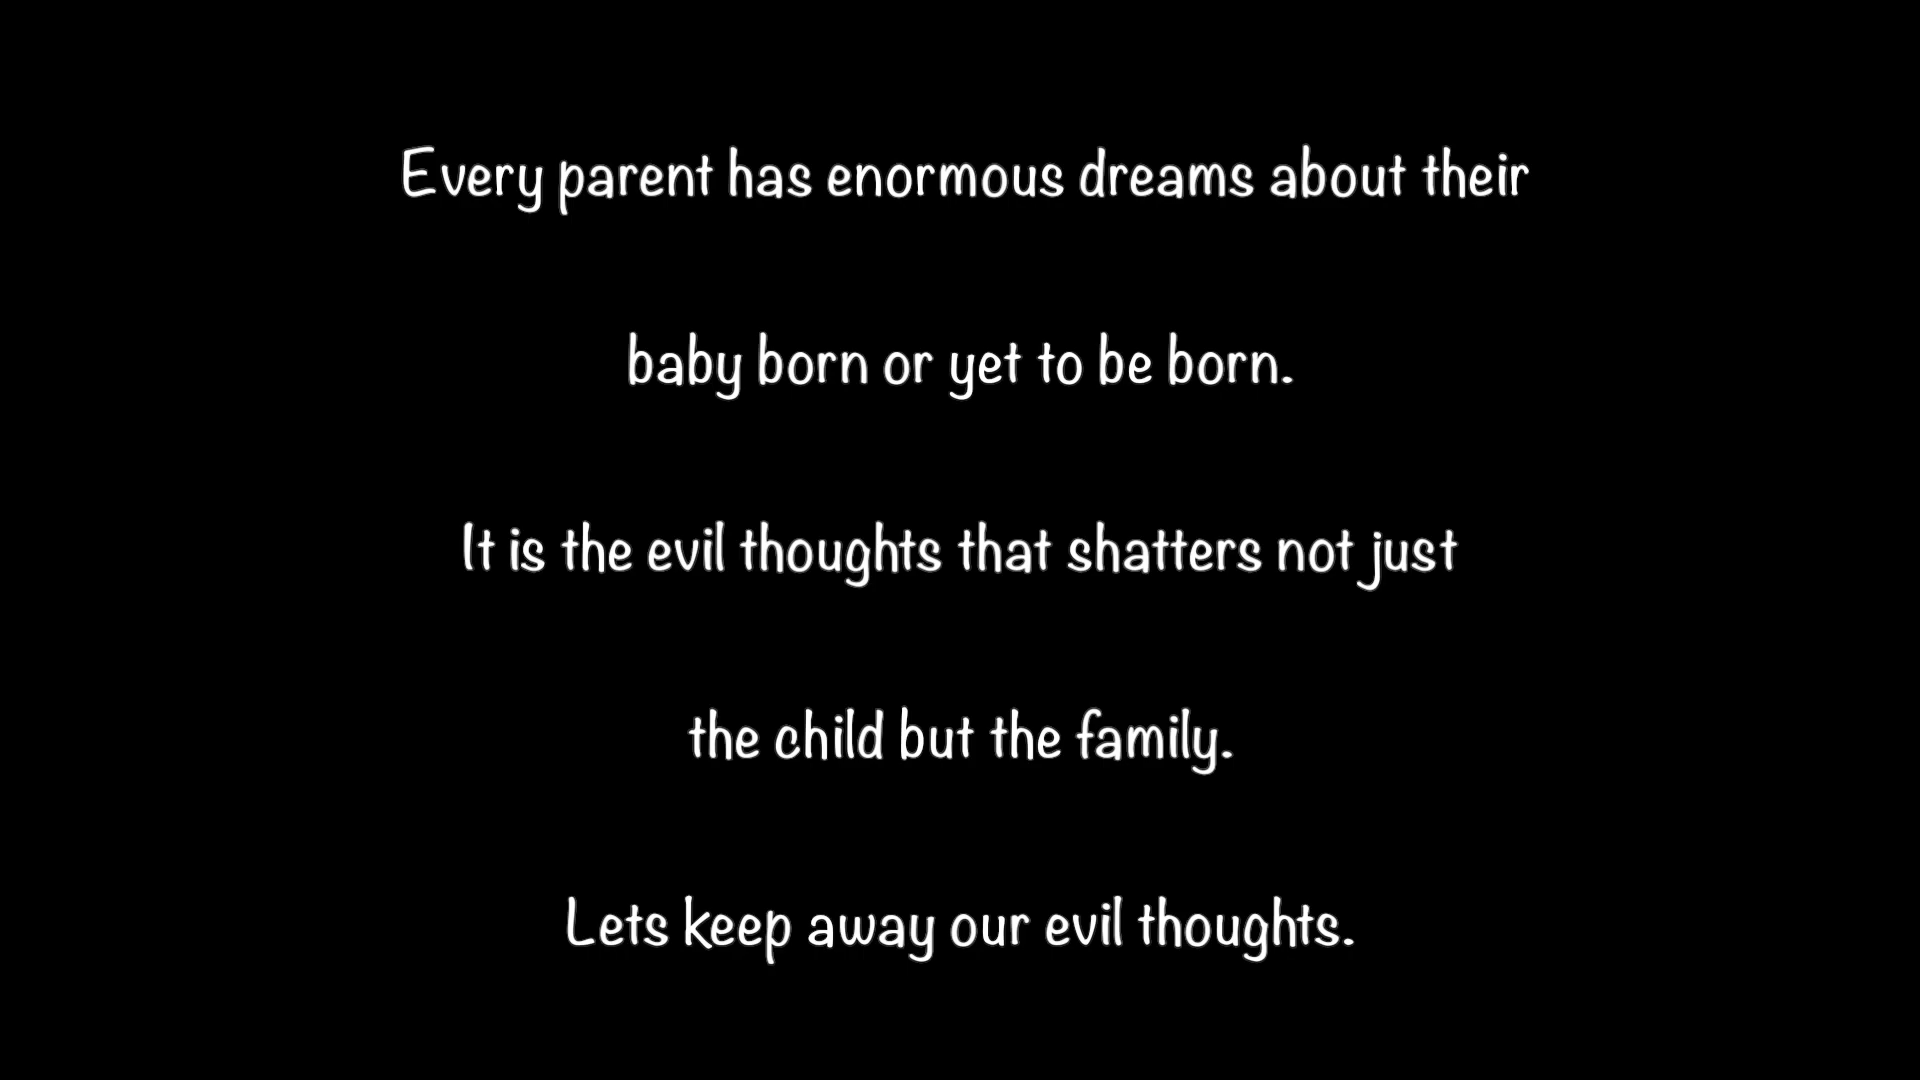 Every parent has enormous dreams about their
baby born or yet to be born.
It is the evil thoughts that shatters not just
the child but the family.
Lets keep away our evil thoughts.